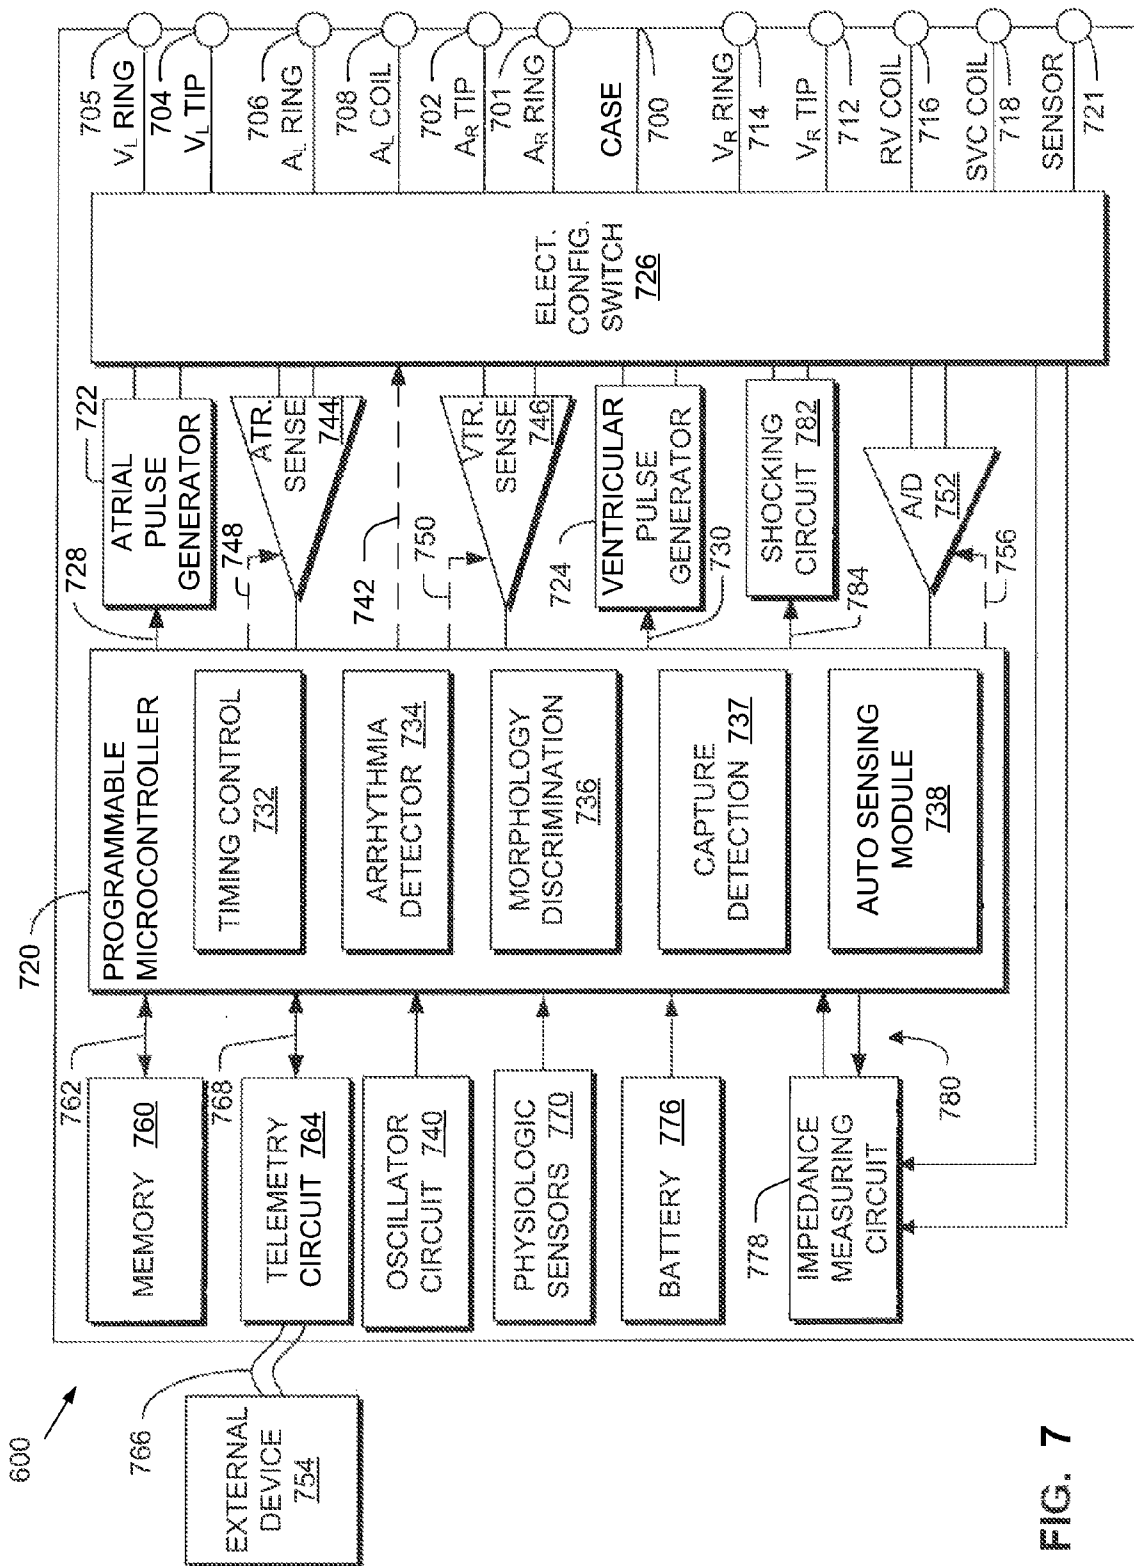 600
EXTERNAL
DEVICE
754
766
762
MEMORY 760
768
TELEMETRY
CIRCUIT 764
OSCILLATOR
CIRCUIT 740
PHYSIOLOGIC
SENSORS 770
BATTERY 776
778
IMPEDANCE
MEASURING
CIRCUIT
780
720
PROGRAMMABLE
MICROCONTROLLER
TIMING CONTROL
732
ARRHYTHMIA
DETECTOR 734
MORPHOLOGY
DISCRIMINATION
736
CAPTURE
DETECTION 737
AUTO SENSING
MODULE
738
728
722
ATRIAL
PULSE
GENERATOR
748
ATR.
SENSE
744
742
750
VTR.
SENSE
746
724
VENTRICULAR
PULSE
GENERATOR
730
SHOCKING
CIRCUIT 782
784
A/D
752
756
ELECT.
CONFIG.
SWITCH
726
705
VL RING
704
VL TIP
706
AL RING
708
AL COIL
702
AR TIP
701
AR RING
CASE
700
VR RING
714
VR TIP
712
RV COIL
716
SVC COIL
718
SENSOR
721
FIG. 7